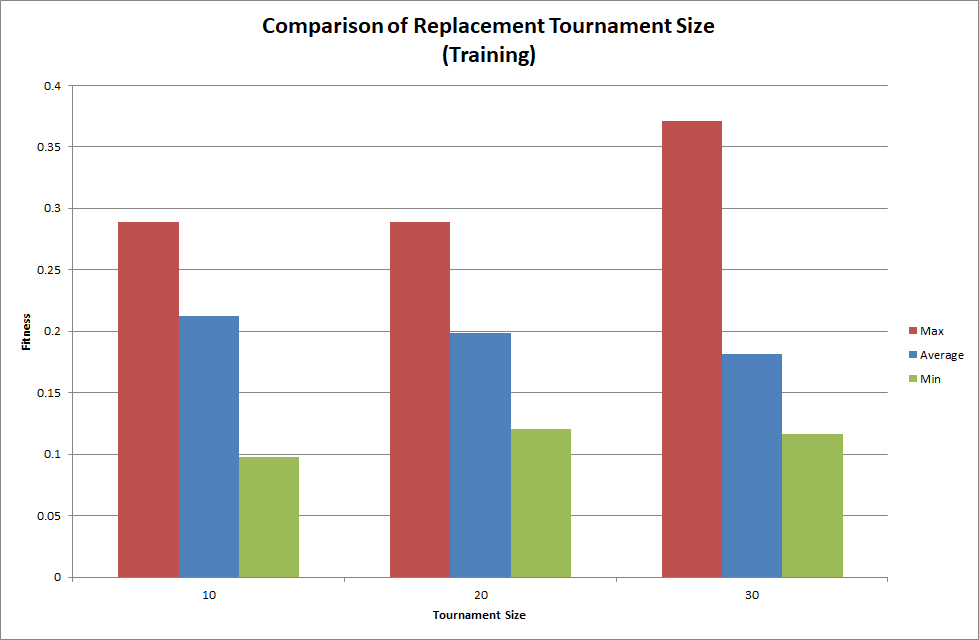 Comparison of Replacement Tournament Size
(Training)
0.4
0.35
0.3
0.25
0.2
0.15
0.1
0.05
0
Fitness
10 20 30
Tournament Size
Max
Average
Min